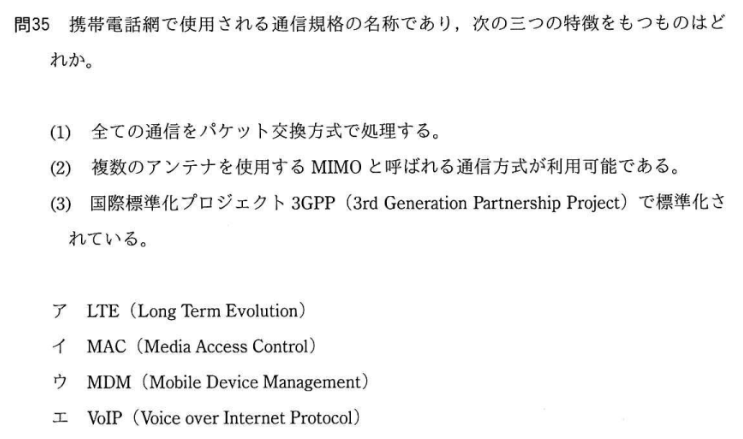 問35　携帯電話網で使用される通信規格の名称であり，次の三つの特徴をもつものはど
れか。
(1)　全ての通信をパケット交換方式で処理する。
(2)　複数のアンテナを使用する MIMO と呼ばれる通信方式が利用可能である。
(3)　国際標準化プロジェクト 3GPP（3rd Generation Partnership Project）で標準化さ
れている。
ア　LTE（Long Term Evolution）
イ　MAC（Media Access Control）
ウ　MDM（Mobile Device Management）
エ　VoIP（Voice over Internet Protocol）